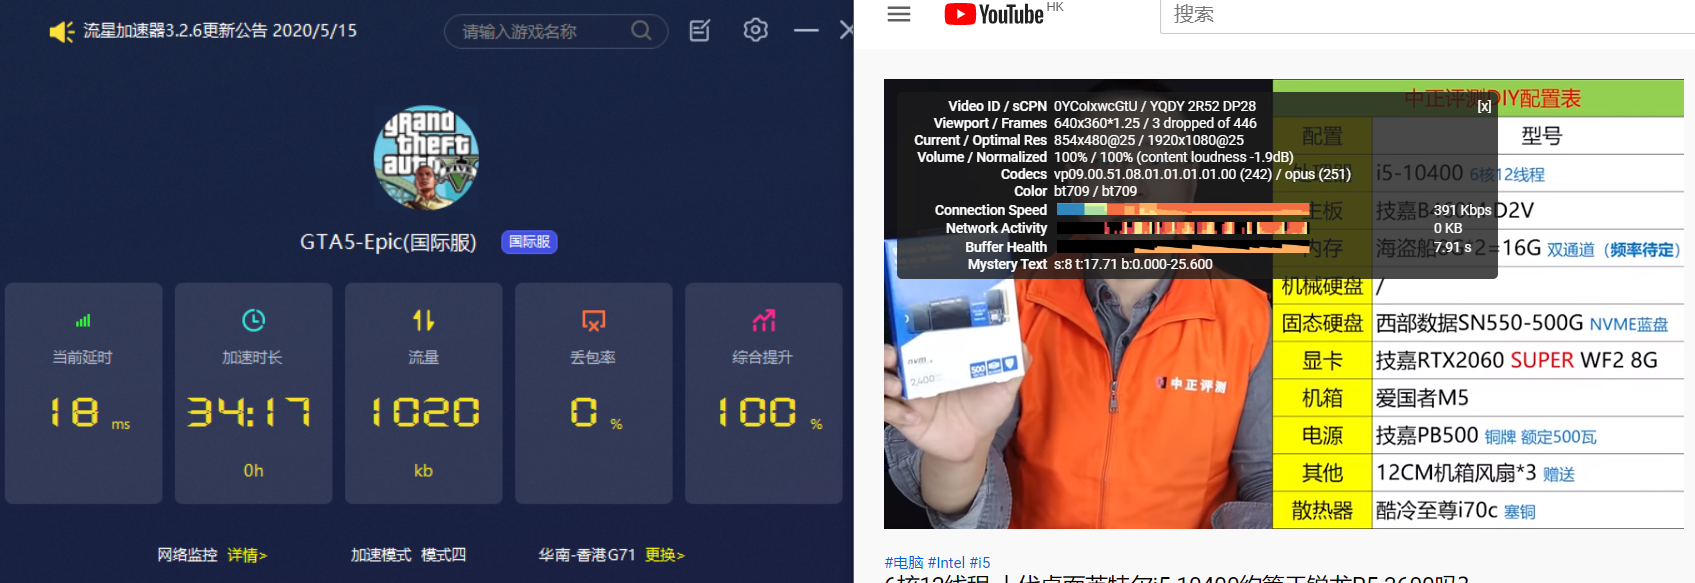 流星加速器3.2.6更新公告 2020/5/15
请输入游戏名称
grand
theft
auto
V
GTA5-Epic(国际服) 国际服
当前延时
18 ms
加速时长
34:17
0h
流量
1020
kb
丢包率
0 %
综合提升
100 %
网络监控 详情>
加速模式 模式四
华南-香港G71 更换>
YouTube HK
搜索
Video ID / sCPN 0YCoIxwcGtU / YQDY 2R52 DP28
Viewport / Frames 640x360*1.25 / 3 dropped of 446
Current / Optimal Res 854x480@25 / 1920x1080@25
Volume / Normalized 100% / 100% (content loudness -1.9dB)
Codecs vp09.00.51.08.01.01.01.01.00 (242) / opus (251)
Color bt709 / bt709
Connection Speed 391 Kbps
Network Activity 0 KB
Buffer Health 7.91 s
Mystery Text s:8 t:17.71 b:0.000-25.600
[x]
中正评测DIY配置表
配置 型号
i5-10400 6核12线程
主板 技嘉B460M D2V
内存 海盗船8G*2=16G 双通道（频率待定）
机械硬盘 /
固态硬盘 西部数据SN550-500G NVME蓝盘
显卡 技嘉RTX2060 SUPER WF2 8G
机箱 爱国者M5
电源 技嘉PB500 铜牌 额定500瓦
其他 12CM机箱风扇*3 赠送
散热器 酷冷至尊i70c 塞铜
nvm
2,400
500
中正评测
#电脑 #Intel #i5